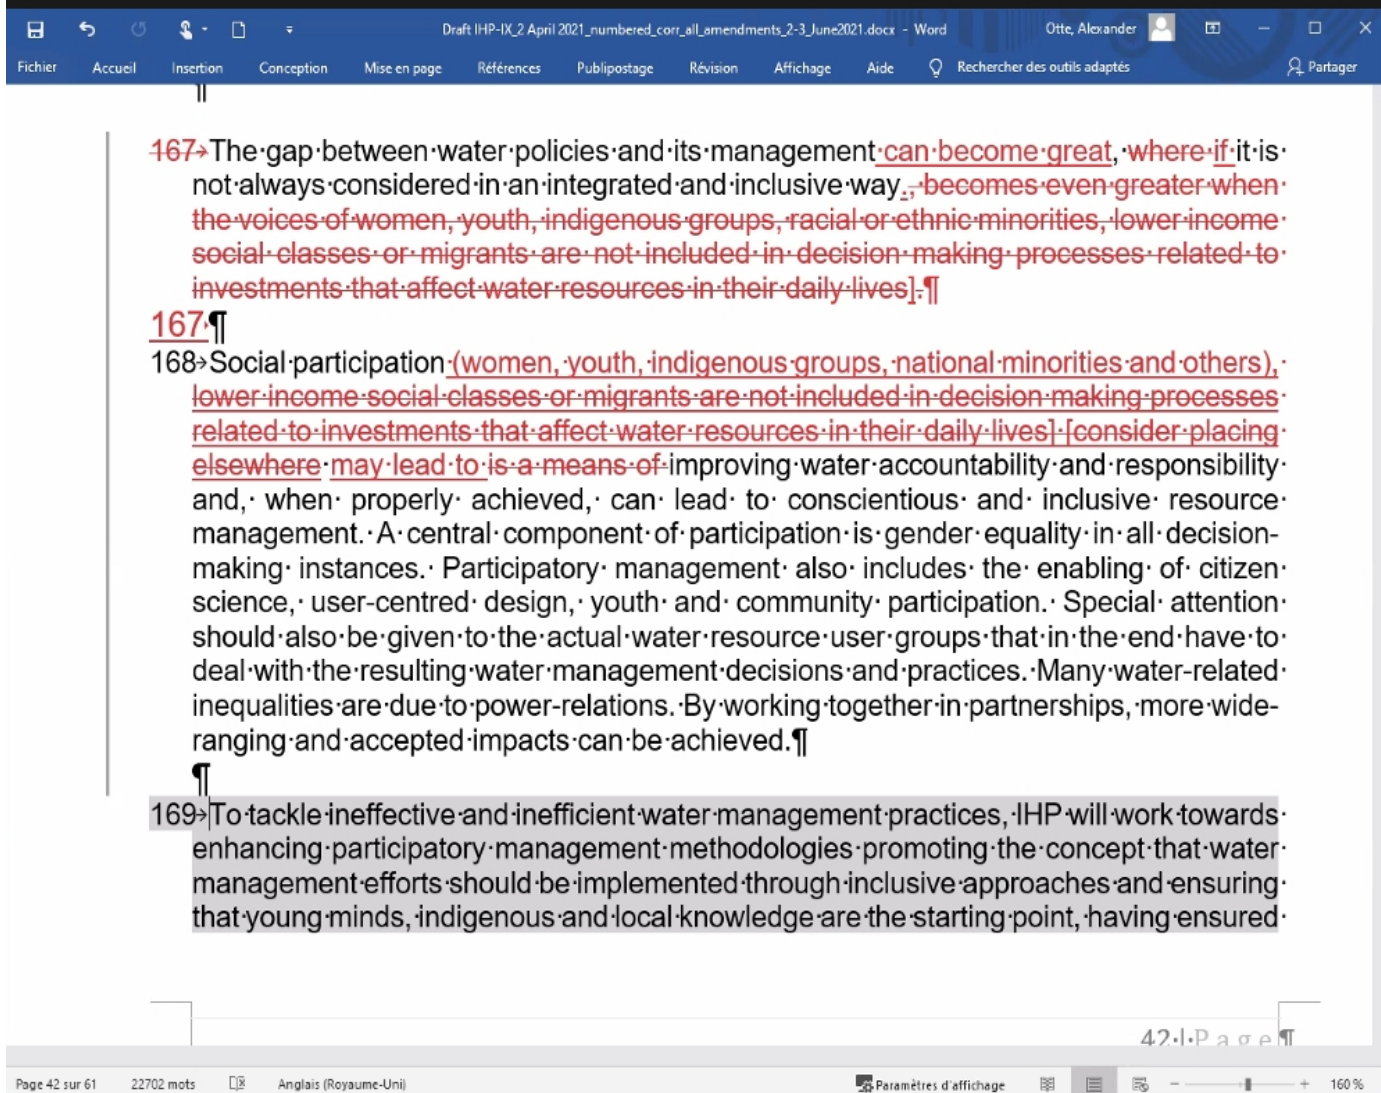 Draft IHP-IX_2 April 2021_numbered_corr_all_amendments_2-3_June2021.docx - Word
Otte, Alexander
Fichier Accueil Insertion Conception Mise en page Références Publipostage Révision Affichage Aide Rechercher des outils adaptés Partager
¶
167→The·gap·between·water·policies·and·its·management·can·become·great,·where·if·it·is·
not·always·considered·in·an·integrated·and·inclusive·way.,·becomes·even·greater·when·
the·voices·of·women,·youth,·indigenous·groups,·racial·or·ethnic·minorities,·lower·income·
social·classes·or·migrants·are·not·included·in·decision·making·processes·related·to·
investments·that·affect·water·resources·in·their·daily·lives].¶
167·¶
168→Social·participation·(women,·youth,·indigenous·groups,·national·minorities·and·others),·
lower·income·social·classes·or·migrants·are·not·included·in·decision·making·processes·
related·to·investments·that·affect·water·resources·in·their·daily·lives]·[consider·placing·
elsewhere·may·lead·to·is·a·means·of·improving·water·accountability·and·responsibility·
and,·when·properly·achieved,·can·lead·to·conscientious·and·inclusive·resource·
management.·A·central·component·of·participation·is·gender·equality·in·all·decision-
making·instances.·Participatory·management·also·includes·the·enabling·of·citizen·
science,·user-centred·design,·youth·and·community·participation.·Special·attention·
should·also·be·given·to·the·actual·water·resource·user·groups·that·in·the·end·have·to·
deal·with·the·resulting·water·management·decisions·and·practices.·Many·water-related·
inequalities·are·due·to·power-relations.·By·working·together·in·partnerships,·more·wide-
ranging·and·accepted·impacts·can·be·achieved.¶
¶
169→To·tackle·ineffective·and·inefficient·water·management·practices,·IHP·will·work·towards·
enhancing·participatory·management·methodologies·promoting·the·concept·that·water·
management·efforts·should·be·implemented·through·inclusive·approaches·and·ensuring·
that·young·minds,·indigenous·and·local·knowledge·are·the·starting·point,·having·ensured·
42·|·P a g e¶
Page 42 sur 61 22702 mots Anglais (Royaume-Uni) Paramètres d'affichage 160 %